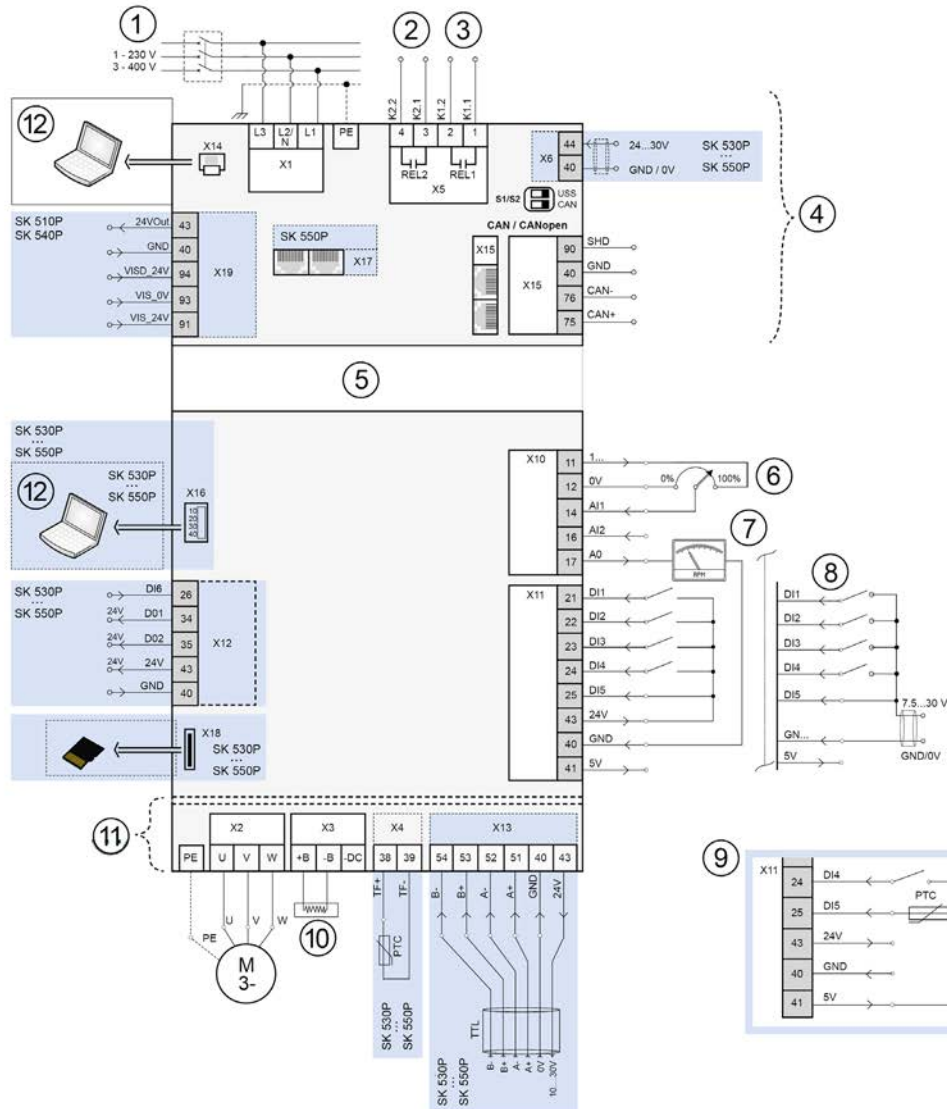 1
1 - 230 V
3 - 400 V
2
3
K2.2
K2.1
K1.2
K1.1
12
X14
L3
L2/
N
L1
PE
X1
4
3
2
1
REL2
REL1
X5
X6
44
40
24...30V
GND / 0V
SK 530P
...
SK 550P
S1/S2
USS
CAN
CAN / CANopen
4
SK 510P
SK 540P
24VOut
GND
VISD_24V
VIS_0V
VIS_24V
43
40
94
93
91
X19
SK 550P
X17
X15
X15
90
40
76
75
SHD
GND
CAN-
CAN+
5
SK 530P
...
SK 550P
12
SK 530P
...
SK 550P
X16
10
20
30
40
X10
11
12
14
16
17
1...
0V
AI1
AI2
A0
0%
100%
6
7
RPM
SK 530P
...
SK 550P
DI6
24V D01
24V D02
24V 24V
GND
26
34
35
43
40
X12
X11
21
22
23
24
25
43
40
41
DI1
DI2
DI3
DI4
DI5
24V
GND
5V
8
DI1
DI2
DI3
DI4
DI5
GN...
5V
7.5...30 V
GND/0V
X18
SK 530P
...
SK 550P
11
PE
X2
U
V
W
X3
+B
-B
-DC
X4
38
39
X13
54
53
52
51
40
43
TF+
TF-
B-
B+
A-
A+
GND
24V
PE
U
V
W
M
3~
10
PTC
SK 530P
...
SK 550P
TTL
B-
B+
A-
A+
0V
10...30V
SK 530P
...
SK 550P
9
X11
24
25
43
40
41
DI4
DI5
24V
GND
5V
PTC